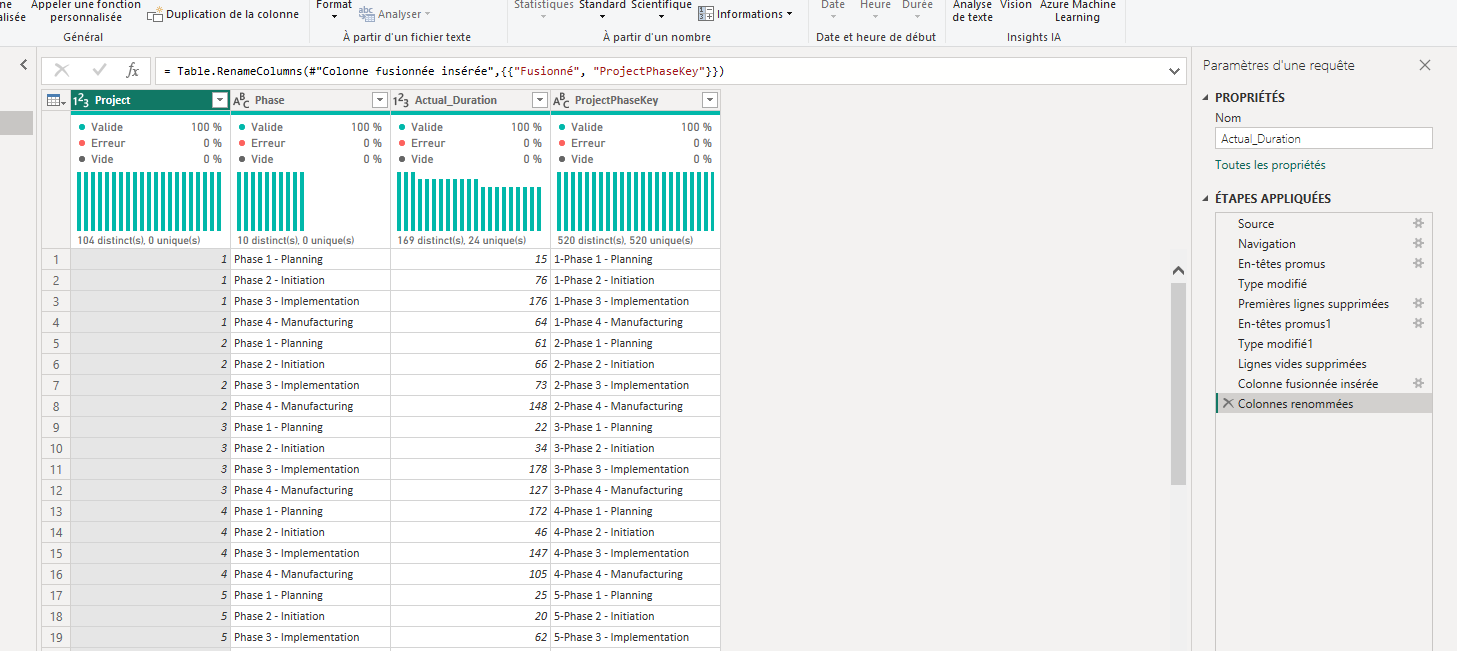 ne
Appeler une fonction
alisée
personnalisée
Duplication de la colonne
Général
Format
Analyser
À partir d'un fichier texte
Statistiques Standard Scientifique
Informations
À partir d'un nombre
Date Heure Durée
Date et heure de début
Analyse
de texte
Vision
Azure Machine
Learning
Insights IA
= Table.RenameColumns(#"Colonne fusionnée insérée",{{"Fusionné", "ProjectPhaseKey"}})
Project Phase Actual_Duration ProjectPhaseKey
Valide 100 % Valide 100 % Valide 100 % Valide 100 %
Erreur 0 % Erreur 0 % Erreur 0 % Erreur 0 %
Vide 0 % Vide 0 % Vide 0 % Vide 0 %
104 distinct(s), 0 unique(s) 10 distinct(s), 0 unique(s) 169 distinct(s), 24 unique(s) 520 distinct(s), 520 unique(s)
1 1 Phase 1 - Planning 15 1-Phase 1 - Planning
2 1 Phase 2 - Initiation 76 1-Phase 2 - Initiation
3 1 Phase 3 - Implementation 176 1-Phase 3 - Implementation
4 1 Phase 4 - Manufacturing 64 1-Phase 4 - Manufacturing
5 2 Phase 1 - Planning 61 2-Phase 1 - Planning
6 2 Phase 2 - Initiation 66 2-Phase 2 - Initiation
7 2 Phase 3 - Implementation 73 2-Phase 3 - Implementation
8 2 Phase 4 - Manufacturing 148 2-Phase 4 - Manufacturing
9 3 Phase 1 - Planning 22 3-Phase 1 - Planning
10 3 Phase 2 - Initiation 34 3-Phase 2 - Initiation
11 3 Phase 3 - Implementation 178 3-Phase 3 - Implementation
12 3 Phase 4 - Manufacturing 127 3-Phase 4 - Manufacturing
13 4 Phase 1 - Planning 172 4-Phase 1 - Planning
14 4 Phase 2 - Initiation 46 4-Phase 2 - Initiation
15 4 Phase 3 - Implementation 147 4-Phase 3 - Implementation
16 4 Phase 4 - Manufacturing 105 4-Phase 4 - Manufacturing
17 5 Phase 1 - Planning 25 5-Phase 1 - Planning
18 5 Phase 2 - Initiation 20 5-Phase 2 - Initiation
19 5 Phase 3 - Implementation 62 5-Phase 3 - Implementation
Paramètres d'une requête
PROPRIÉTÉS
Nom
Actual_Duration
Toutes les propriétés
ÉTAPES APPLIQUÉES
Source
Navigation
En-têtes promus
Type modifié
Premières lignes supprimées
En-têtes promus1
Type modifié1
Lignes vides supprimées
Colonne fusionnée insérée
Colonnes renommées